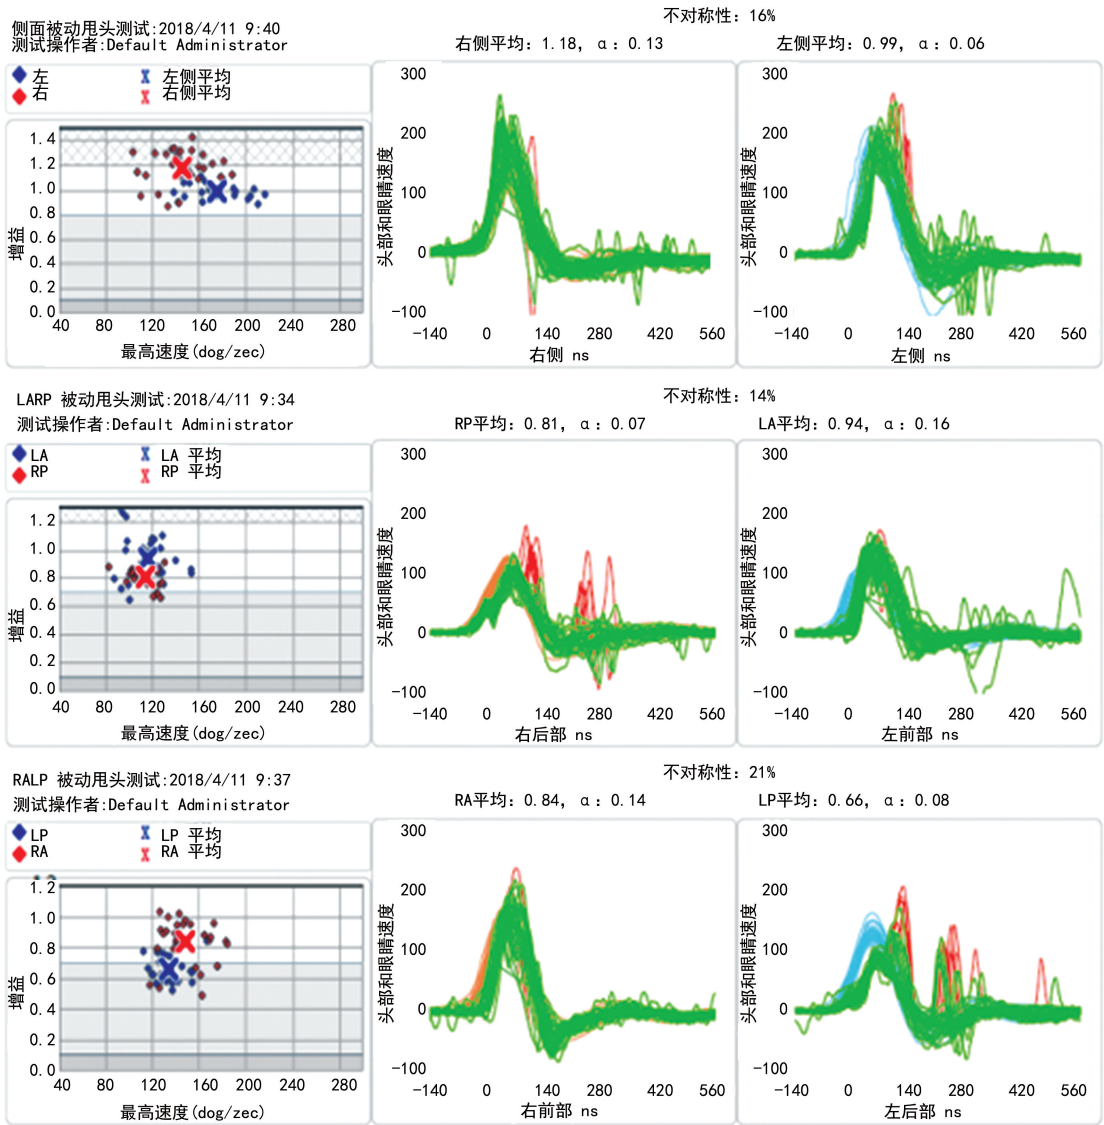 不对称性: 16%
侧面被动甩头测试:2018/4/11 9:40
测试操作者:Default Administrator
右侧平均: 1.18, α: 0.13
左侧平均: 0.99, α: 0.06
左 左侧平均
右 右侧平均
1.4
1.2
1.0
0.8
0.6
0.4
0.2
0.0
增益
40 80 120 160 200 240 280
最高速度(dog/zec)
300
200
100
0
-100
头部和眼睛速度
-140 0 140 280 420 560
右侧 ns
300
200
100
0
-100
头部和眼睛速度
-140 0 140 280 420 560
左侧 ns
不对称性: 14%
LARP 被动甩头测试:2018/4/11 9:34
测试操作者:Default Administrator
RP平均: 0.81, α: 0.07
LA平均: 0.94, α: 0.16
LA LA 平均
RP RP 平均
1.2
1.0
0.8
0.6
0.4
0.2
0.0
增益
40 80 120 160 200 240 280
最高速度(dog/zec)
300
200
100
0
-100
头部和眼睛速度
-140 0 140 280 420 560
右后部 ns
300
200
100
0
-100
头部和眼睛速度
-140 0 140 280 420 560
左前部 ns
不对称性: 21%
RALP 被动甩头测试:2018/4/11 9:37
测试操作者:Default Administrator
RA平均: 0.84, α: 0.14
LP平均: 0.66, α: 0.08
LP LP 平均
RA RA 平均
1.2
1.0
0.8
0.6
0.4
0.2
0.0
增益
40 80 120 160 200 240 280
最高速度(dog/zec)
300
200
100
0
-100
头部和眼睛速度
-140 0 140 280 420 560
右前部 ns
300
200
100
0
-100
头部和眼睛速度
-140 0 140 280 420 560
左后部 ns